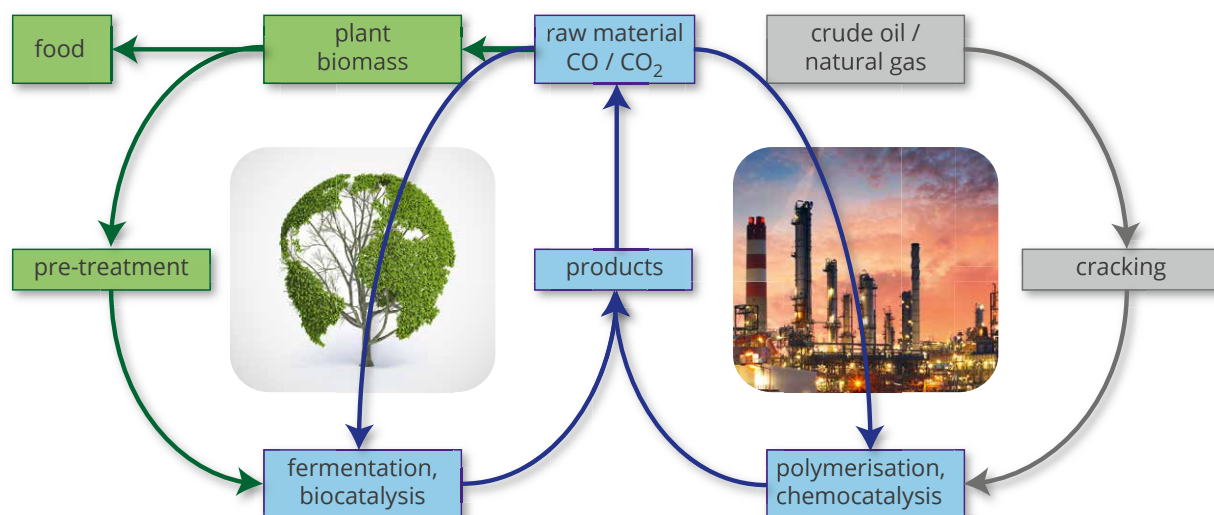 food
plant
biomass
raw material
CO / CO₂
crude oil /
natural gas
pre-treatment
products
cracking
fermentation,
biocatalysis
polymerisation,
chemocatalysis